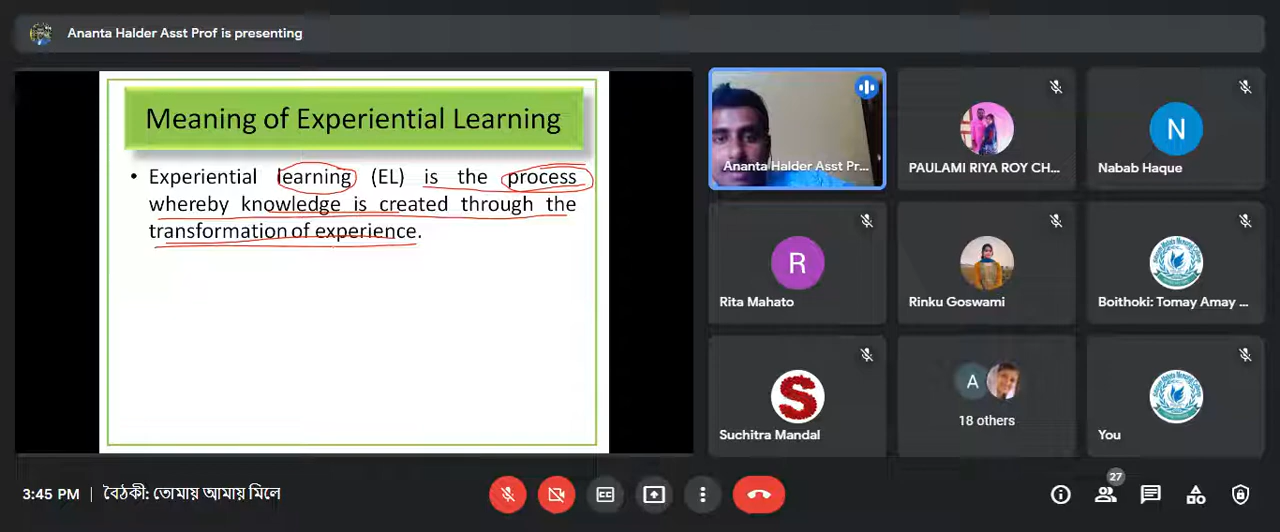 Ananta Halder Asst Prof is presenting
Meaning of Experiential Learning
• Experiential learning (EL) is the process
whereby knowledge is created through the
transformation of experience.
Ananta Halder Asst Pr...
PAULAMI RIYA ROY CH...
N
Nabab Haque
R
Rita Mahato
Rinku Goswami
Boithoki: Tomay Amay ...
S
Suchitra Mandal
A
18 others
You
3:45 PM | বৈঠকী: তোমায় আমায় মিলে
CC
27